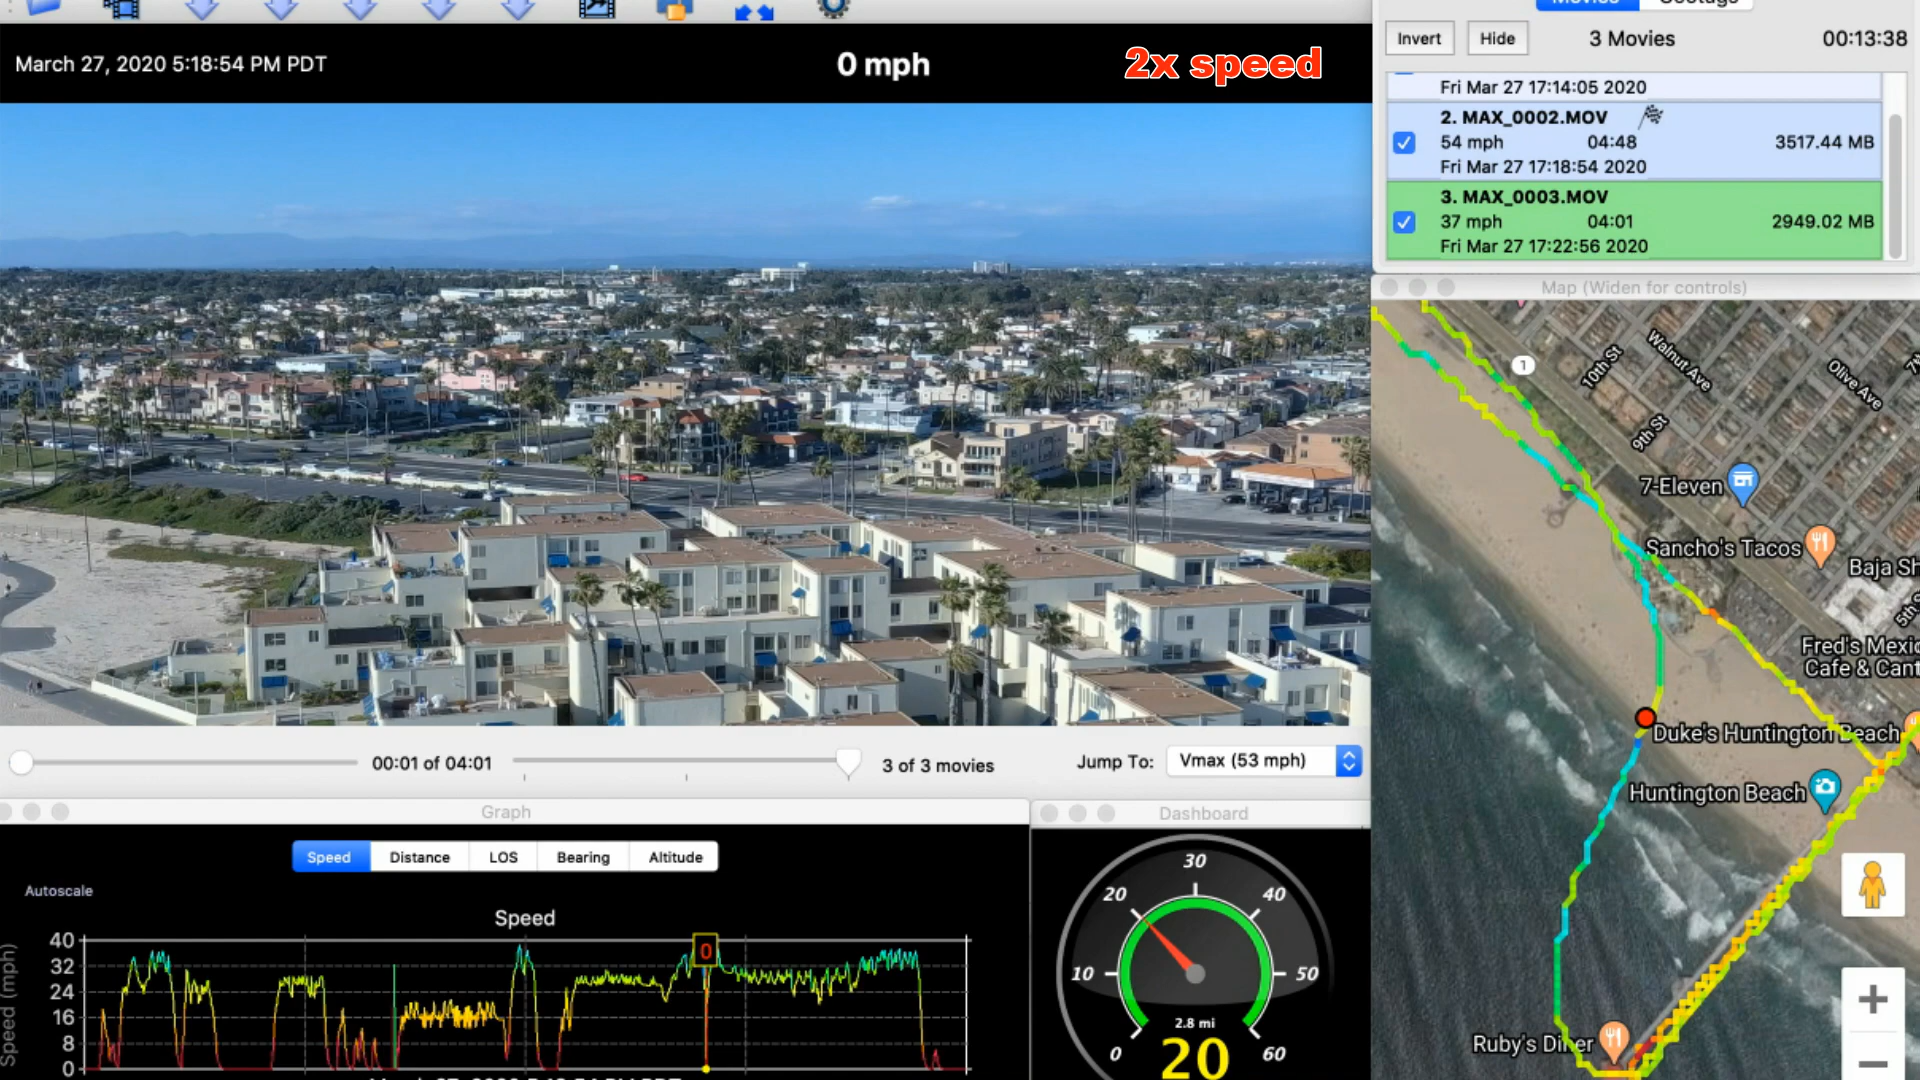 March 27, 2020 5:18:54 PM PDT
0 mph
2x speed
Movies
Geotags
Invert
Hide
3 Movies
00:13:38
Fri Mar 27 17:14:05 2020
2. MAX_0002.MOV
54 mph 04:48 3517.44 MB
Fri Mar 27 17:18:54 2020
3. MAX_0003.MOV
37 mph 04:01 2949.02 MB
Fri Mar 27 17:22:56 2020
Map (Widen for controls)
1
10th St
Walnut Ave
Olive Ave
9th St
7-Eleven
Sancho's Tacos
Baja Sh
5th S
Fred's Mexic
Cafe & Cant
Duke's Huntington Beach
Huntington Beach
Ruby's Diner
00:01 of 04:01
3 of 3 movies
Jump To:
Vmax (53 mph)
Graph
Speed
Distance
LOS
Bearing
Altitude
Autoscale
Speed
Speed (mph)
40
32
24
16
8
0
0
Dashboard
0
10
20
30
40
50
60
2.8 mi
20